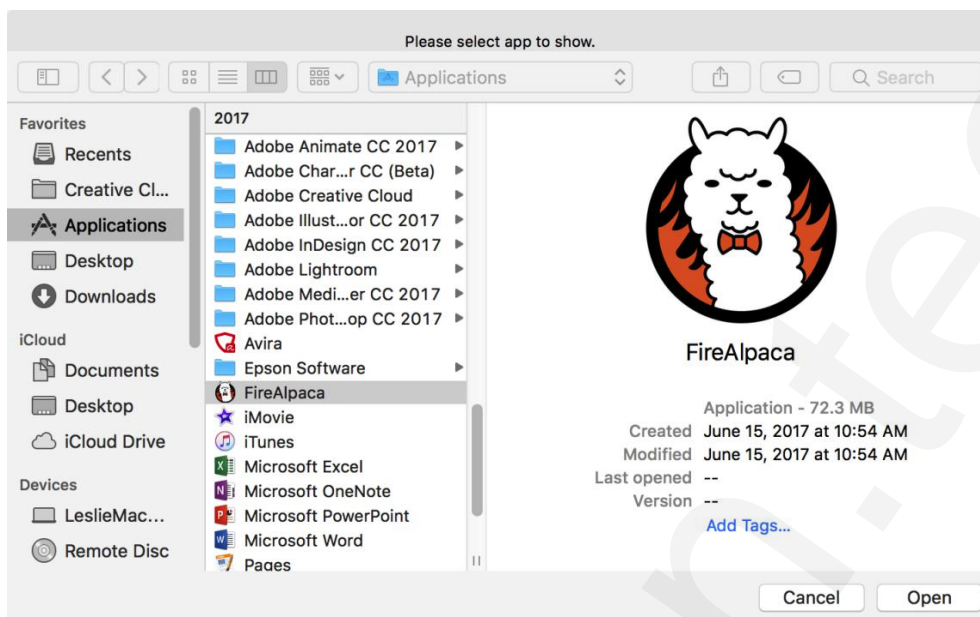 Please select app to show.
Applications
Search
Favorites
Recents
Creative Cl...
Applications
Desktop
Downloads
iCloud
Documents
Desktop
iCloud Drive
Devices
LeslieMac...
Remote Disc
2017
Adobe Animate CC 2017
Adobe Char...r CC (Beta)
Adobe Creative Cloud
Adobe Illust...or CC 2017
Adobe InDesign CC 2017
Adobe Lightroom
Adobe Medi...er CC 2017
Adobe Phot...op CC 2017
Avira
Epson Software
FireAlpaca
iMovie
iTunes
Microsoft Excel
Microsoft OneNote
Microsoft PowerPoint
Microsoft Word
Pages
FireAlpaca
Application - 72.3 MB
Created June 15, 2017 at 10:54 AM
Modified June 15, 2017 at 10:54 AM
Last opened --
Version --
Add Tags...
Cancel
Open